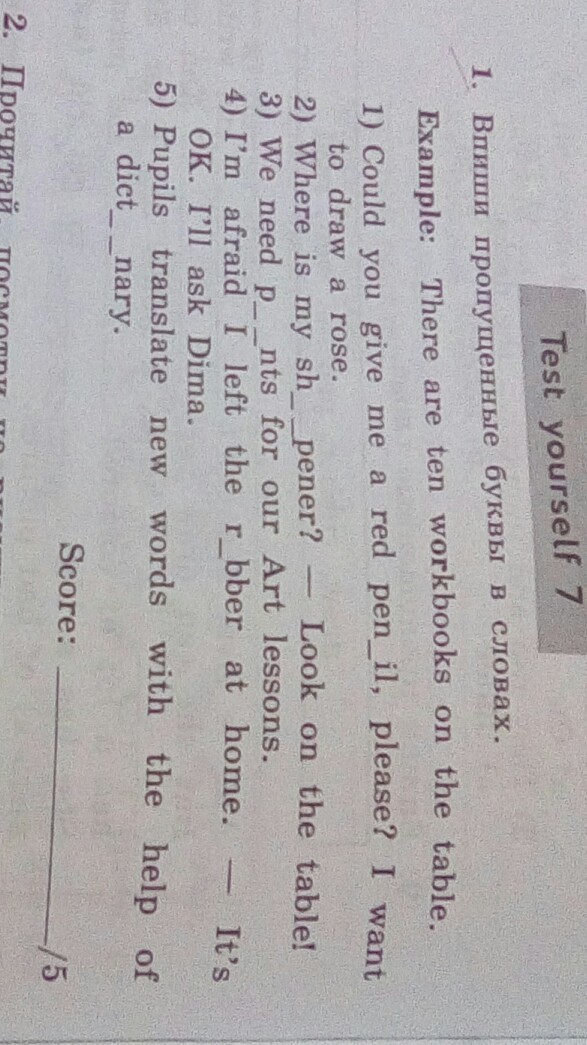 Test yourself 7
1. Впиши пропущенные буквы в словах.
Example: There are ten workbooks on the table.
1) Could you give me a red pen_il, please? I want
to draw a rose.
2) Where is my sh__pener? — Look on the table!
3) We need p__nts for our Art lessons.
4) I'm afraid I left the r_bber at home. — It's
OK. I'll ask Dima.
5) Pupils translate new words with the help of
a dict__nary.
Score: ________/5
2. Прочитай, посмотри на